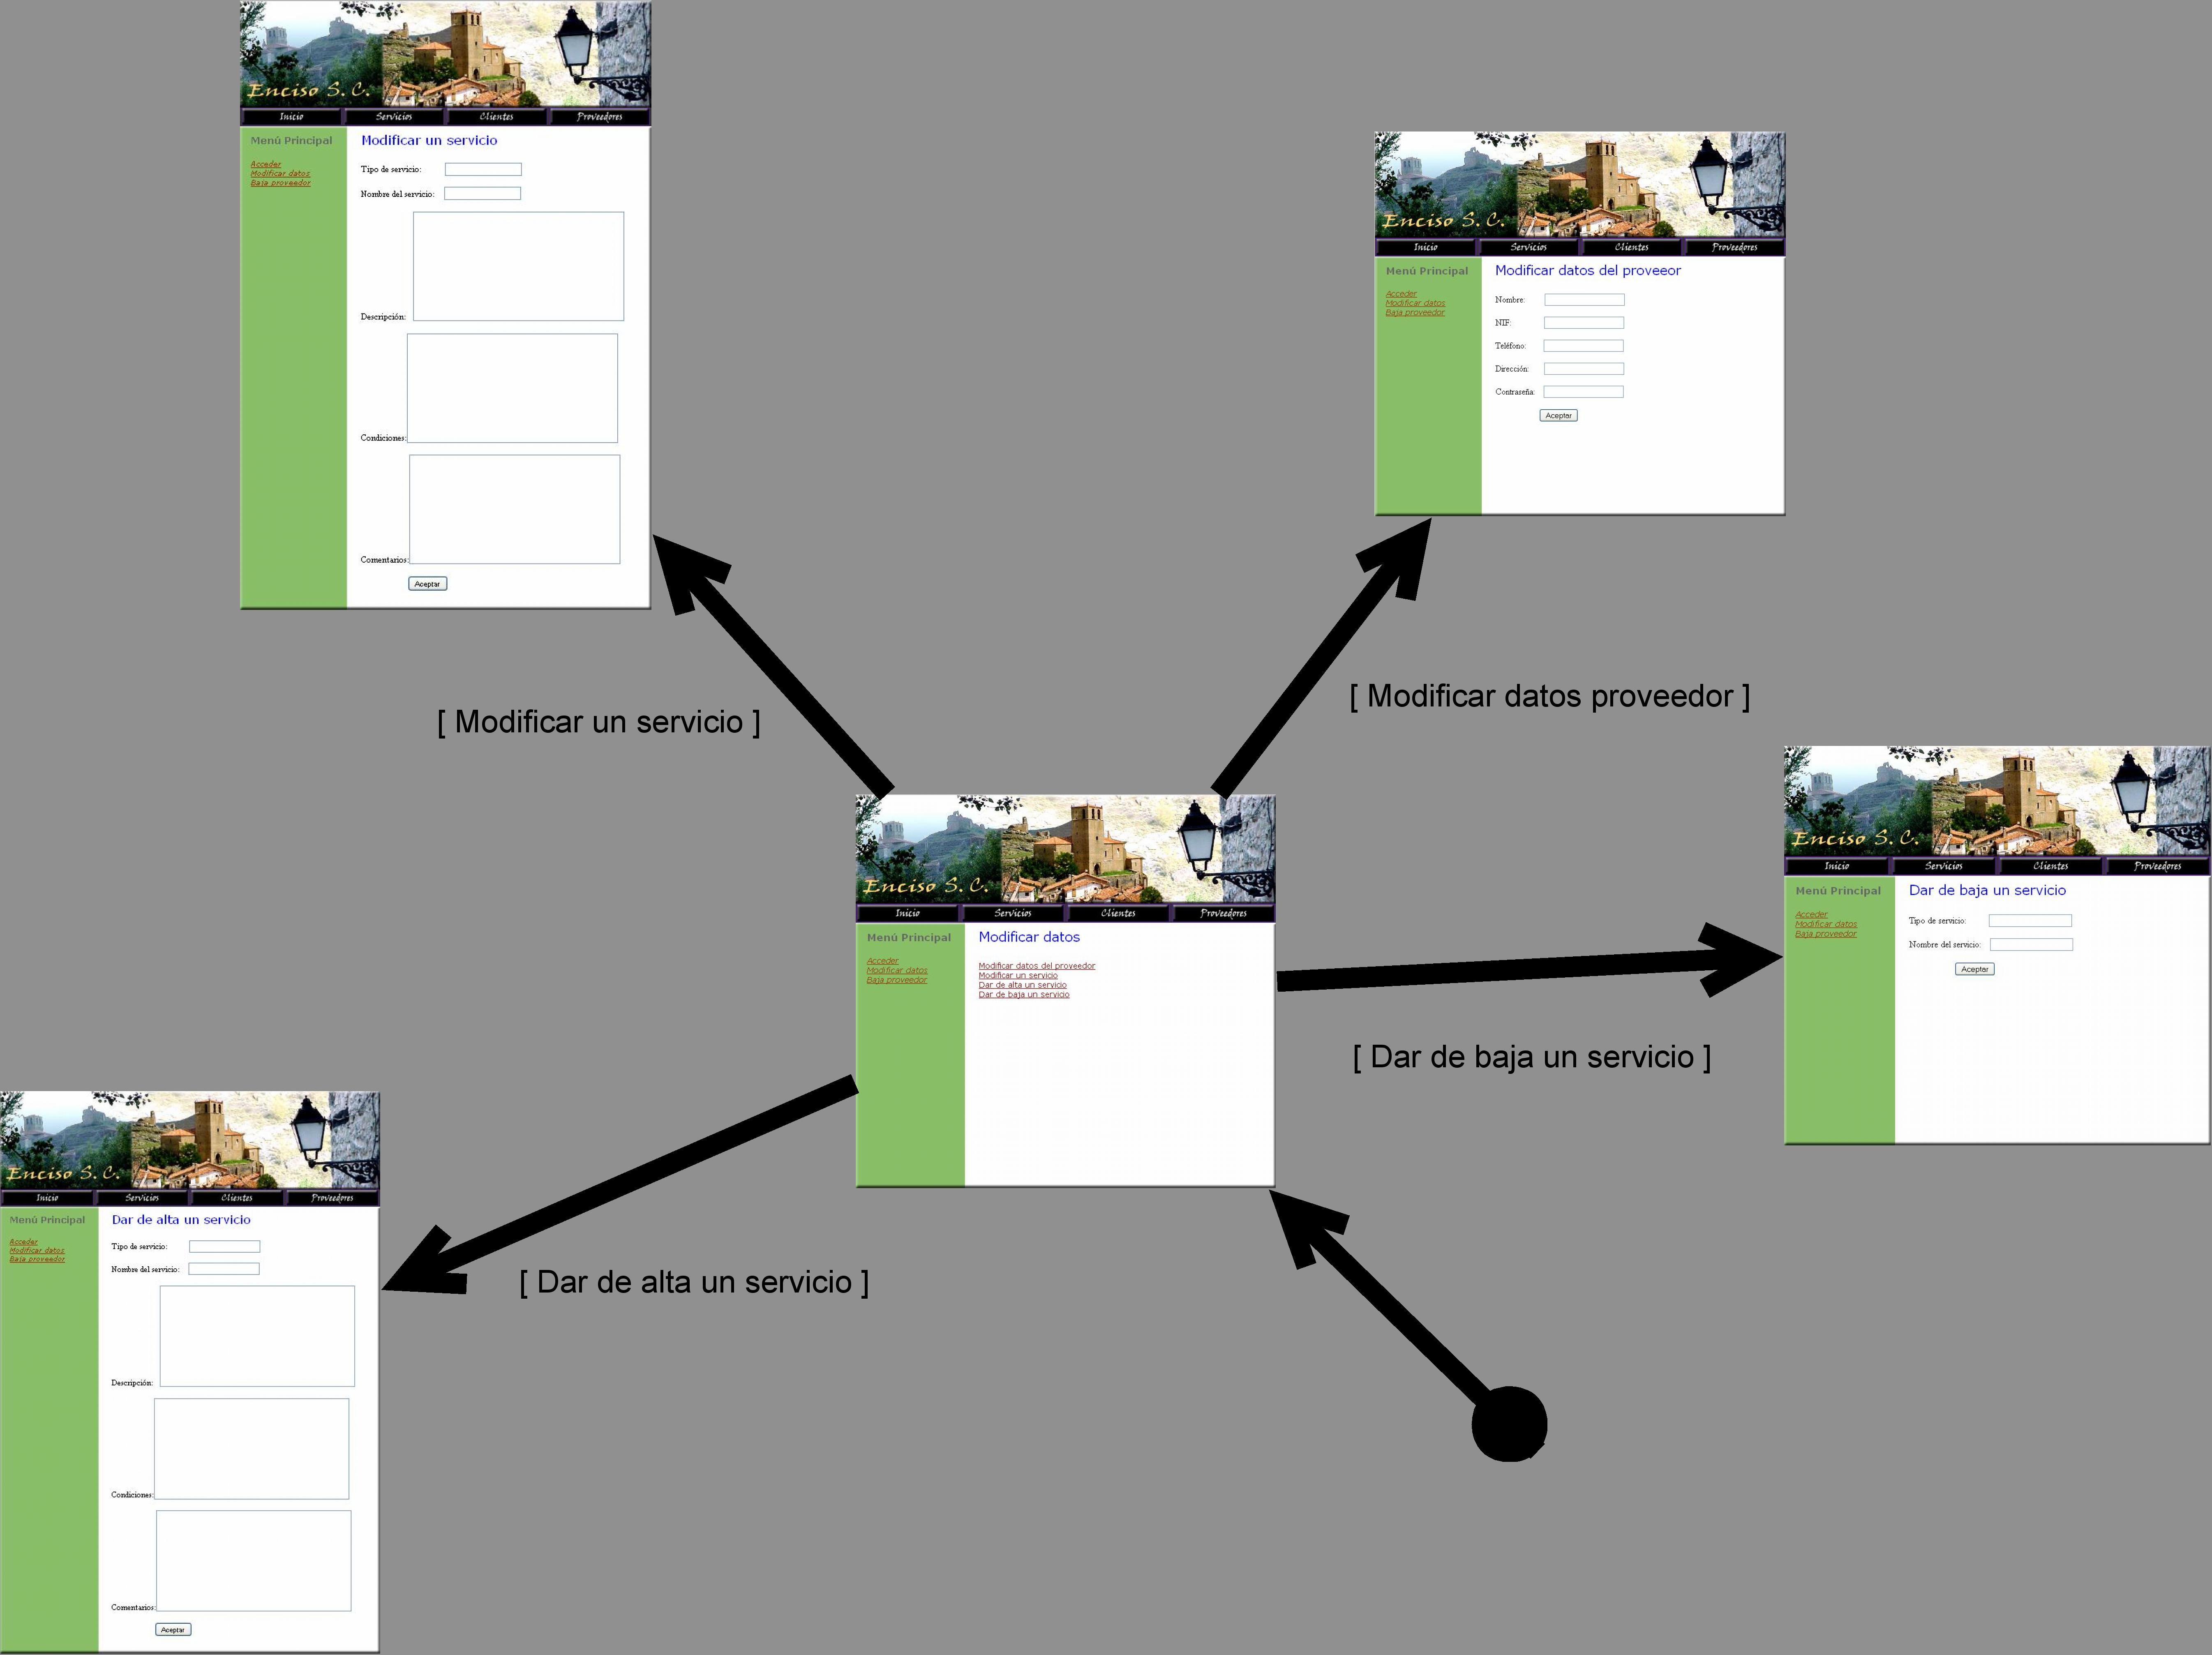 Enciso S. C.
Inicio Servicios Clientes Proveedores
Menú Principal
Acceder
Modificar datos
Baja proveedor
Modificar un servicio
Tipo de servicio:
Nombre del servicio:
Descripción:
Condiciones:
Comentarios:
Aceptar
Enciso S. C.
Inicio Servicios Clientes Proveedores
Menú Principal
Acceder
Modificar datos
Baja proveedor
Modificar datos del proveeor
Nombre:
NIF:
Teléfono:
Dirección:
Contraseña:
Aceptar
[ Modificar un servicio ]
[ Modificar datos proveedor ]
Enciso S. C.
Inicio Servicios Clientes Proveedores
Menú Principal
Acceder
Modificar datos
Baja proveedor
Modificar datos
Modificar datos del proveedor
Modificar un servicio
Dar de alta un servicio
Dar de baja un servicio
Enciso S. C.
Inicio Servicios Clientes Proveedores
Menú Principal
Acceder
Modificar datos
Baja proveedor
Dar de baja un servicio
Tipo de servicio:
Nombre del servicio:
Aceptar
[ Dar de baja un servicio ]
[ Dar de alta un servicio ]
Enciso S. C.
Inicio Servicios Clientes Proveedores
Menú Principal
Acceder
Modificar datos
Baja proveedor
Dar de alta un servicio
Tipo de servicio:
Nombre del servicio:
Descripción:
Condiciones:
Comentarios:
Aceptar